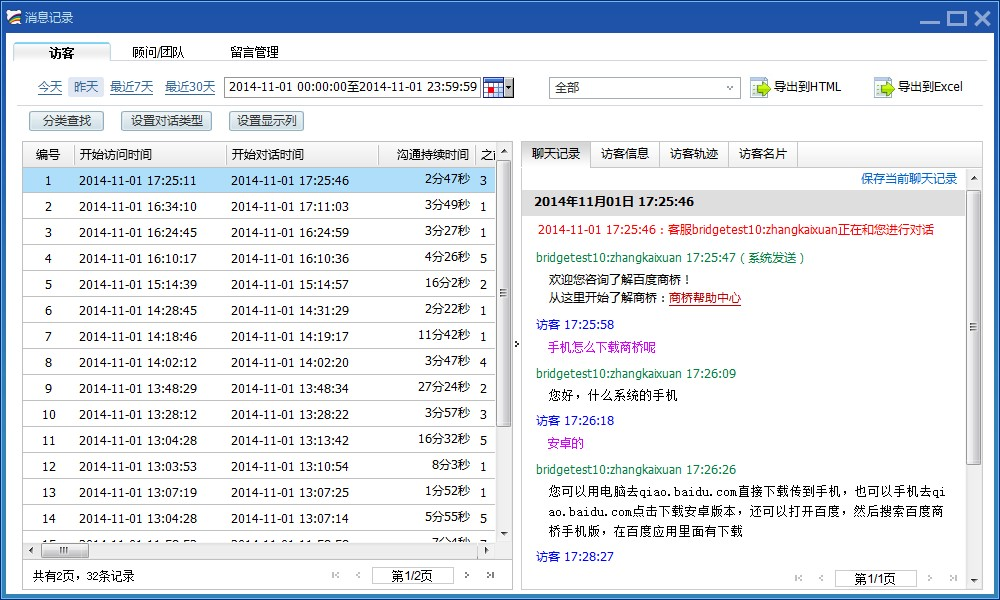 消息记录
访客 顾问/团队 留言管理
今天 昨天 最近7天 最近30天 2014-11-01 00:00:00至2014-11-01 23:59:59 全部 导出到HTML 导出到Excel
分类查找 设置对话类型 设置显示列
编号 开始访问时间 开始对话时间 沟通持续时间
1 2014-11-01 17:25:11 2014-11-01 17:25:46 2分47秒 3
2 2014-11-01 16:34:10 2014-11-01 17:11:03 3分49秒 1
3 2014-11-01 16:24:45 2014-11-01 16:24:59 3分27秒 1
4 2014-11-01 16:10:17 2014-11-01 16:10:36 4分26秒 5
5 2014-11-01 15:14:39 2014-11-01 15:14:57 16分2秒 2
6 2014-11-01 14:28:45 2014-11-01 14:31:29 2分22秒 1
7 2014-11-01 14:18:46 2014-11-01 14:19:17 11分42秒 1
8 2014-11-01 14:02:12 2014-11-01 14:02:20 3分47秒 4
9 2014-11-01 13:48:29 2014-11-01 13:48:34 27分24秒 2
10 2014-11-01 13:28:12 2014-11-01 13:28:22 3分57秒 3
11 2014-11-01 13:04:28 2014-11-01 13:13:42 16分32秒 5
12 2014-11-01 13:03:53 2014-11-01 13:10:54 8分3秒 1
13 2014-11-01 13:07:19 2014-11-01 13:07:25 1分52秒 1
14 2014-11-01 13:04:28 2014-11-01 13:07:14 5分55秒 5
共有2页，32条记录 第1/2页
聊天记录 访客信息 访客轨迹 访客名片
保存当前聊天记录
2014年11月01日 17:25:46
2014-11-01 17:25:46：客服bridgetest10:zhangkaixuan正在和您进行对话
bridgetest10:zhangkaixuan 17:25:47（系统发送）
欢迎您咨询了解百度商桥！
从这里开始了解商桥：商桥帮助中心
访客 17:25:58
手机怎么下载商桥呢
bridgetest10:zhangkaixuan 17:26:09
您好，什么系统的手机
访客 17:26:18
安卓的
bridgetest10:zhangkaixuan 17:26:26
您可以用电脑去qiao.baidu.com直接下载传到手机，也可以手机去qi
ao.baidu.com点击下载安卓版本，还可以打开百度，然后搜索百度商
桥手机版，在百度应用里面有下载
访客 17:28:27
第1/1页